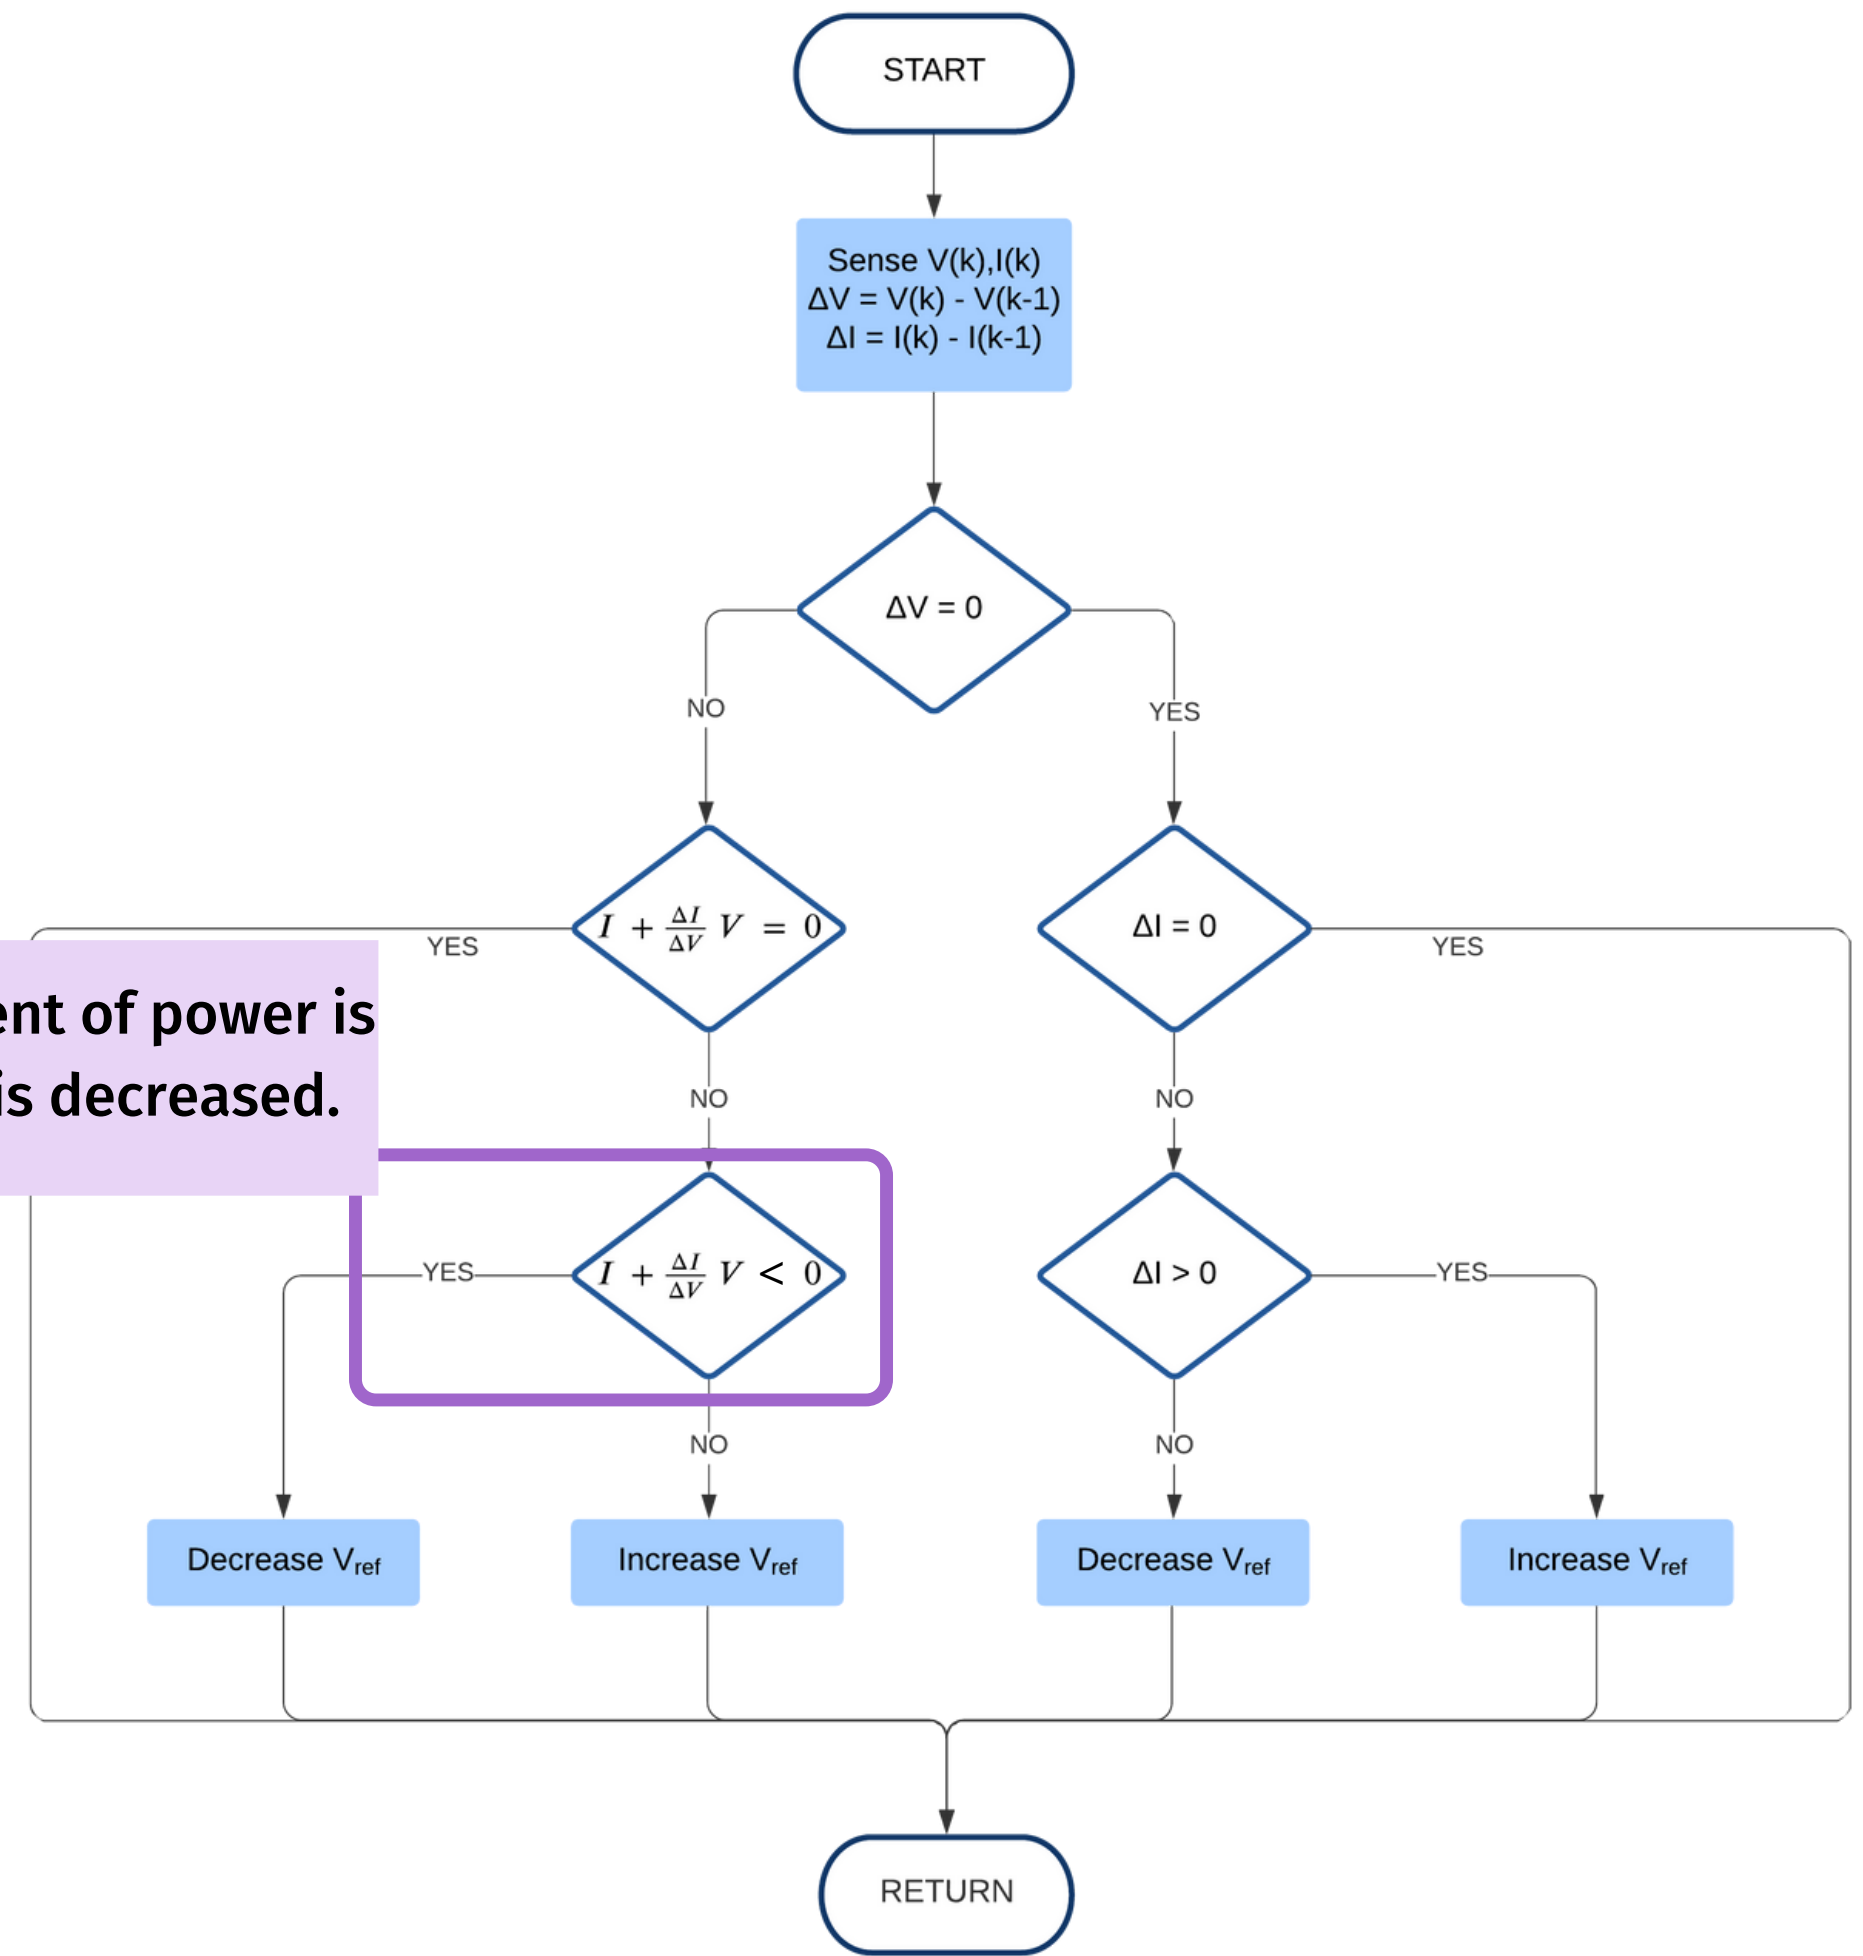 START
Sense V(k),I(k)
ΔV = V(k) - V(k-1)
ΔI = I(k) - I(k-1)
ΔV = 0
NO
YES
I + ΔI/ΔV V = 0
ΔI = 0
YES
YES
of power is
is decreased.
NO
NO
I + ΔI/ΔV V < 0
ΔI > 0
YES
YES
NO
NO
Decrease Vref
Increase Vref
Decrease Vref
Increase Vref
RETURN